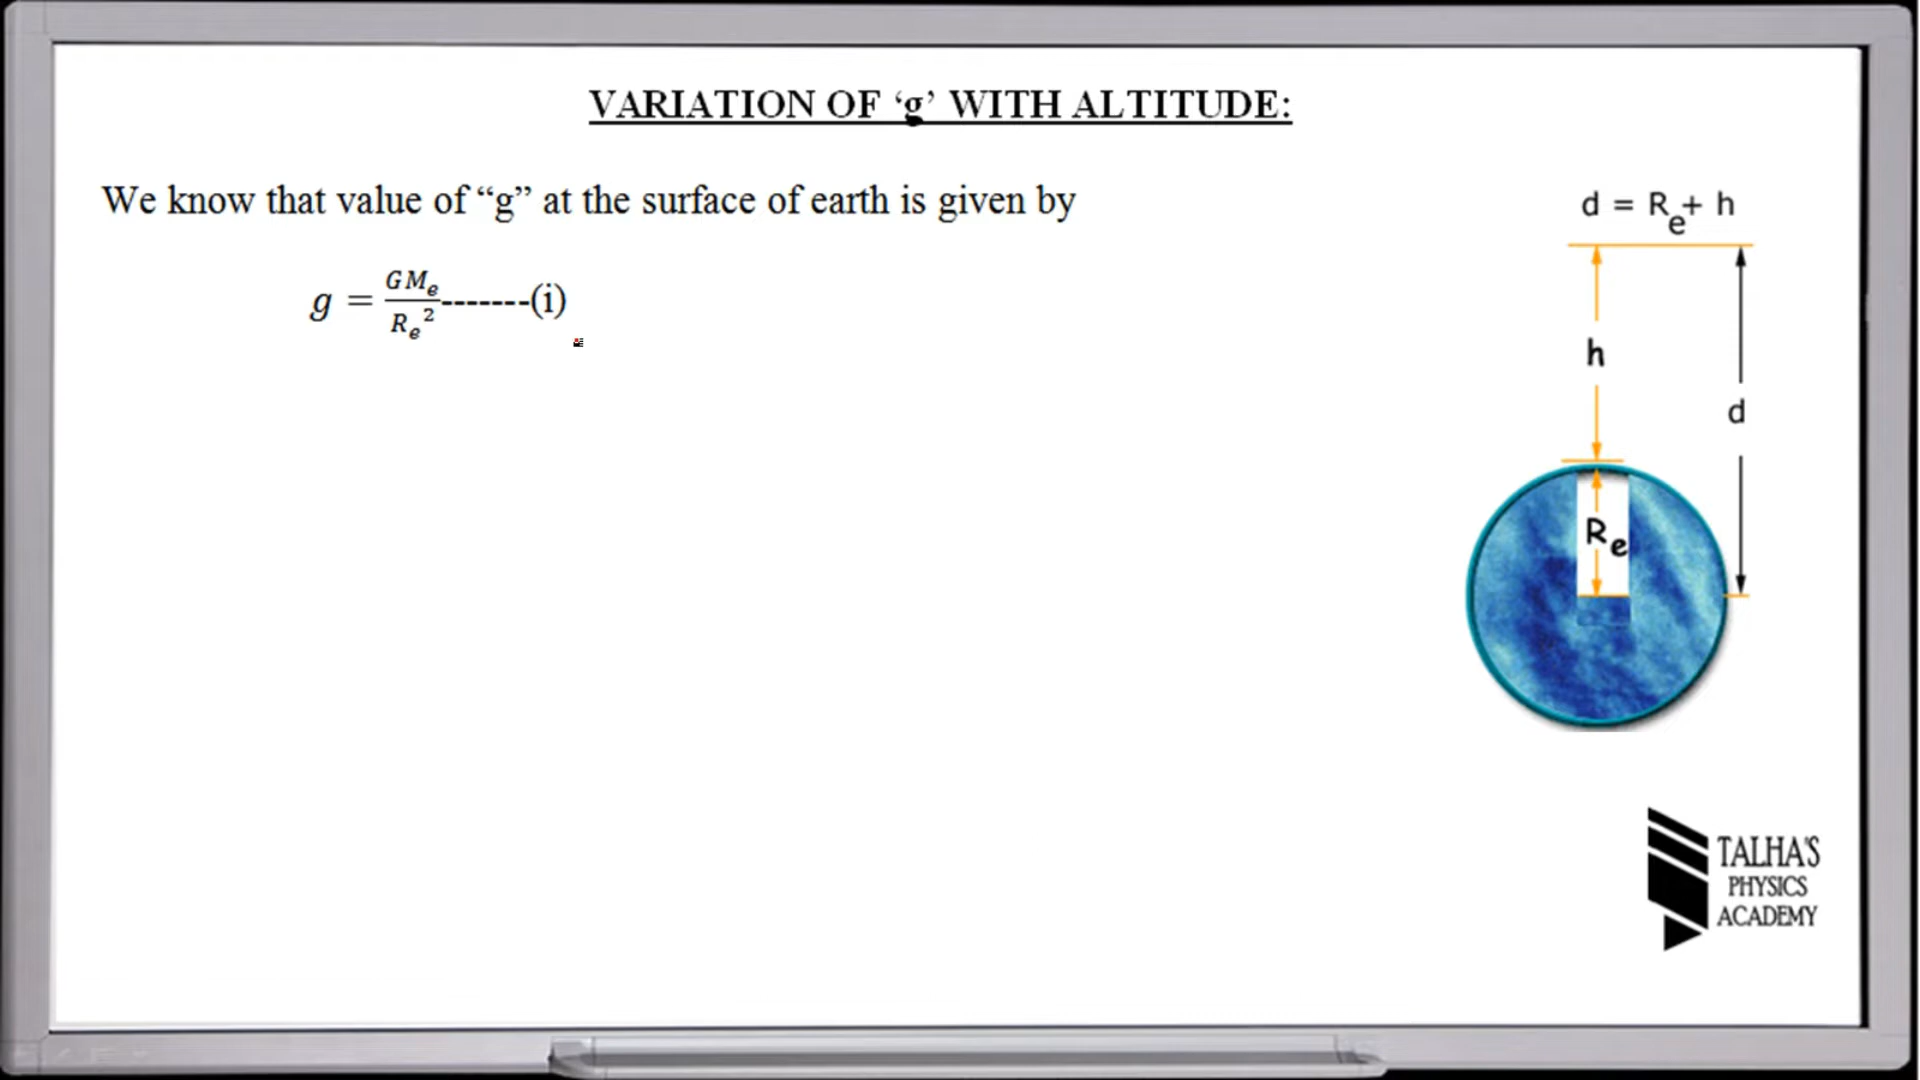 VARIATION OF ‘g’ WITH ALTITUDE:
We know that value of “g” at the surface of earth is given by
g = GMₑ/Rₑ² -------(i)
d = Rₑ + h
h
d
Rₑ
TALHA'S
PHYSICS
ACADEMY